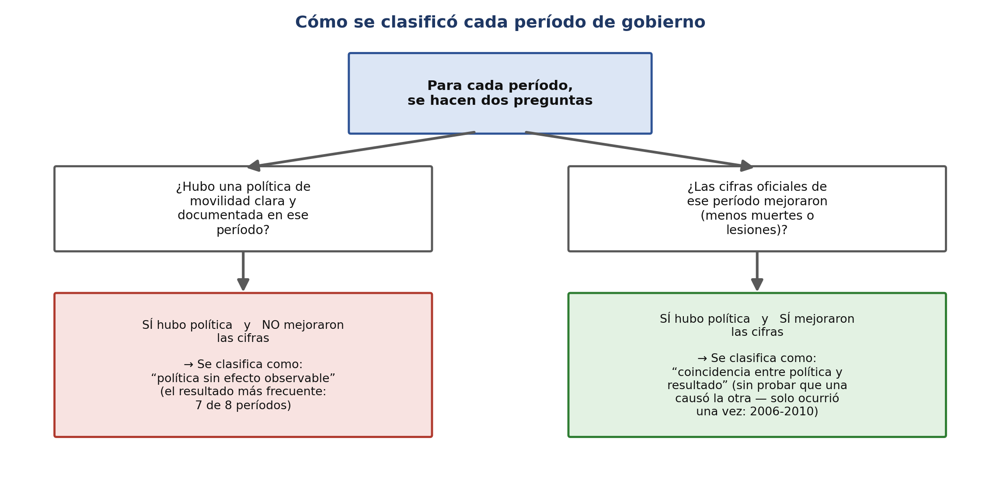 Cómo se clasificó cada período de gobierno
Para cada período,
se hacen dos preguntas
¿Hubo una política de
movilidad clara y
documentada en ese
período?
¿Las cifras oficiales de
ese período mejoraron
(menos muertes o
lesiones)?
SÍ hubo política   y   NO mejoraron
las cifras
→ Se clasifica como:
“política sin efecto observable”
(el resultado más frecuente:
7 de 8 períodos)
SÍ hubo política   y   SÍ mejoraron
las cifras
→ Se clasifica como:
“coincidencia entre política y
resultado” (sin probar que una
causó la otra — solo ocurrió
una vez: 2006-2010)